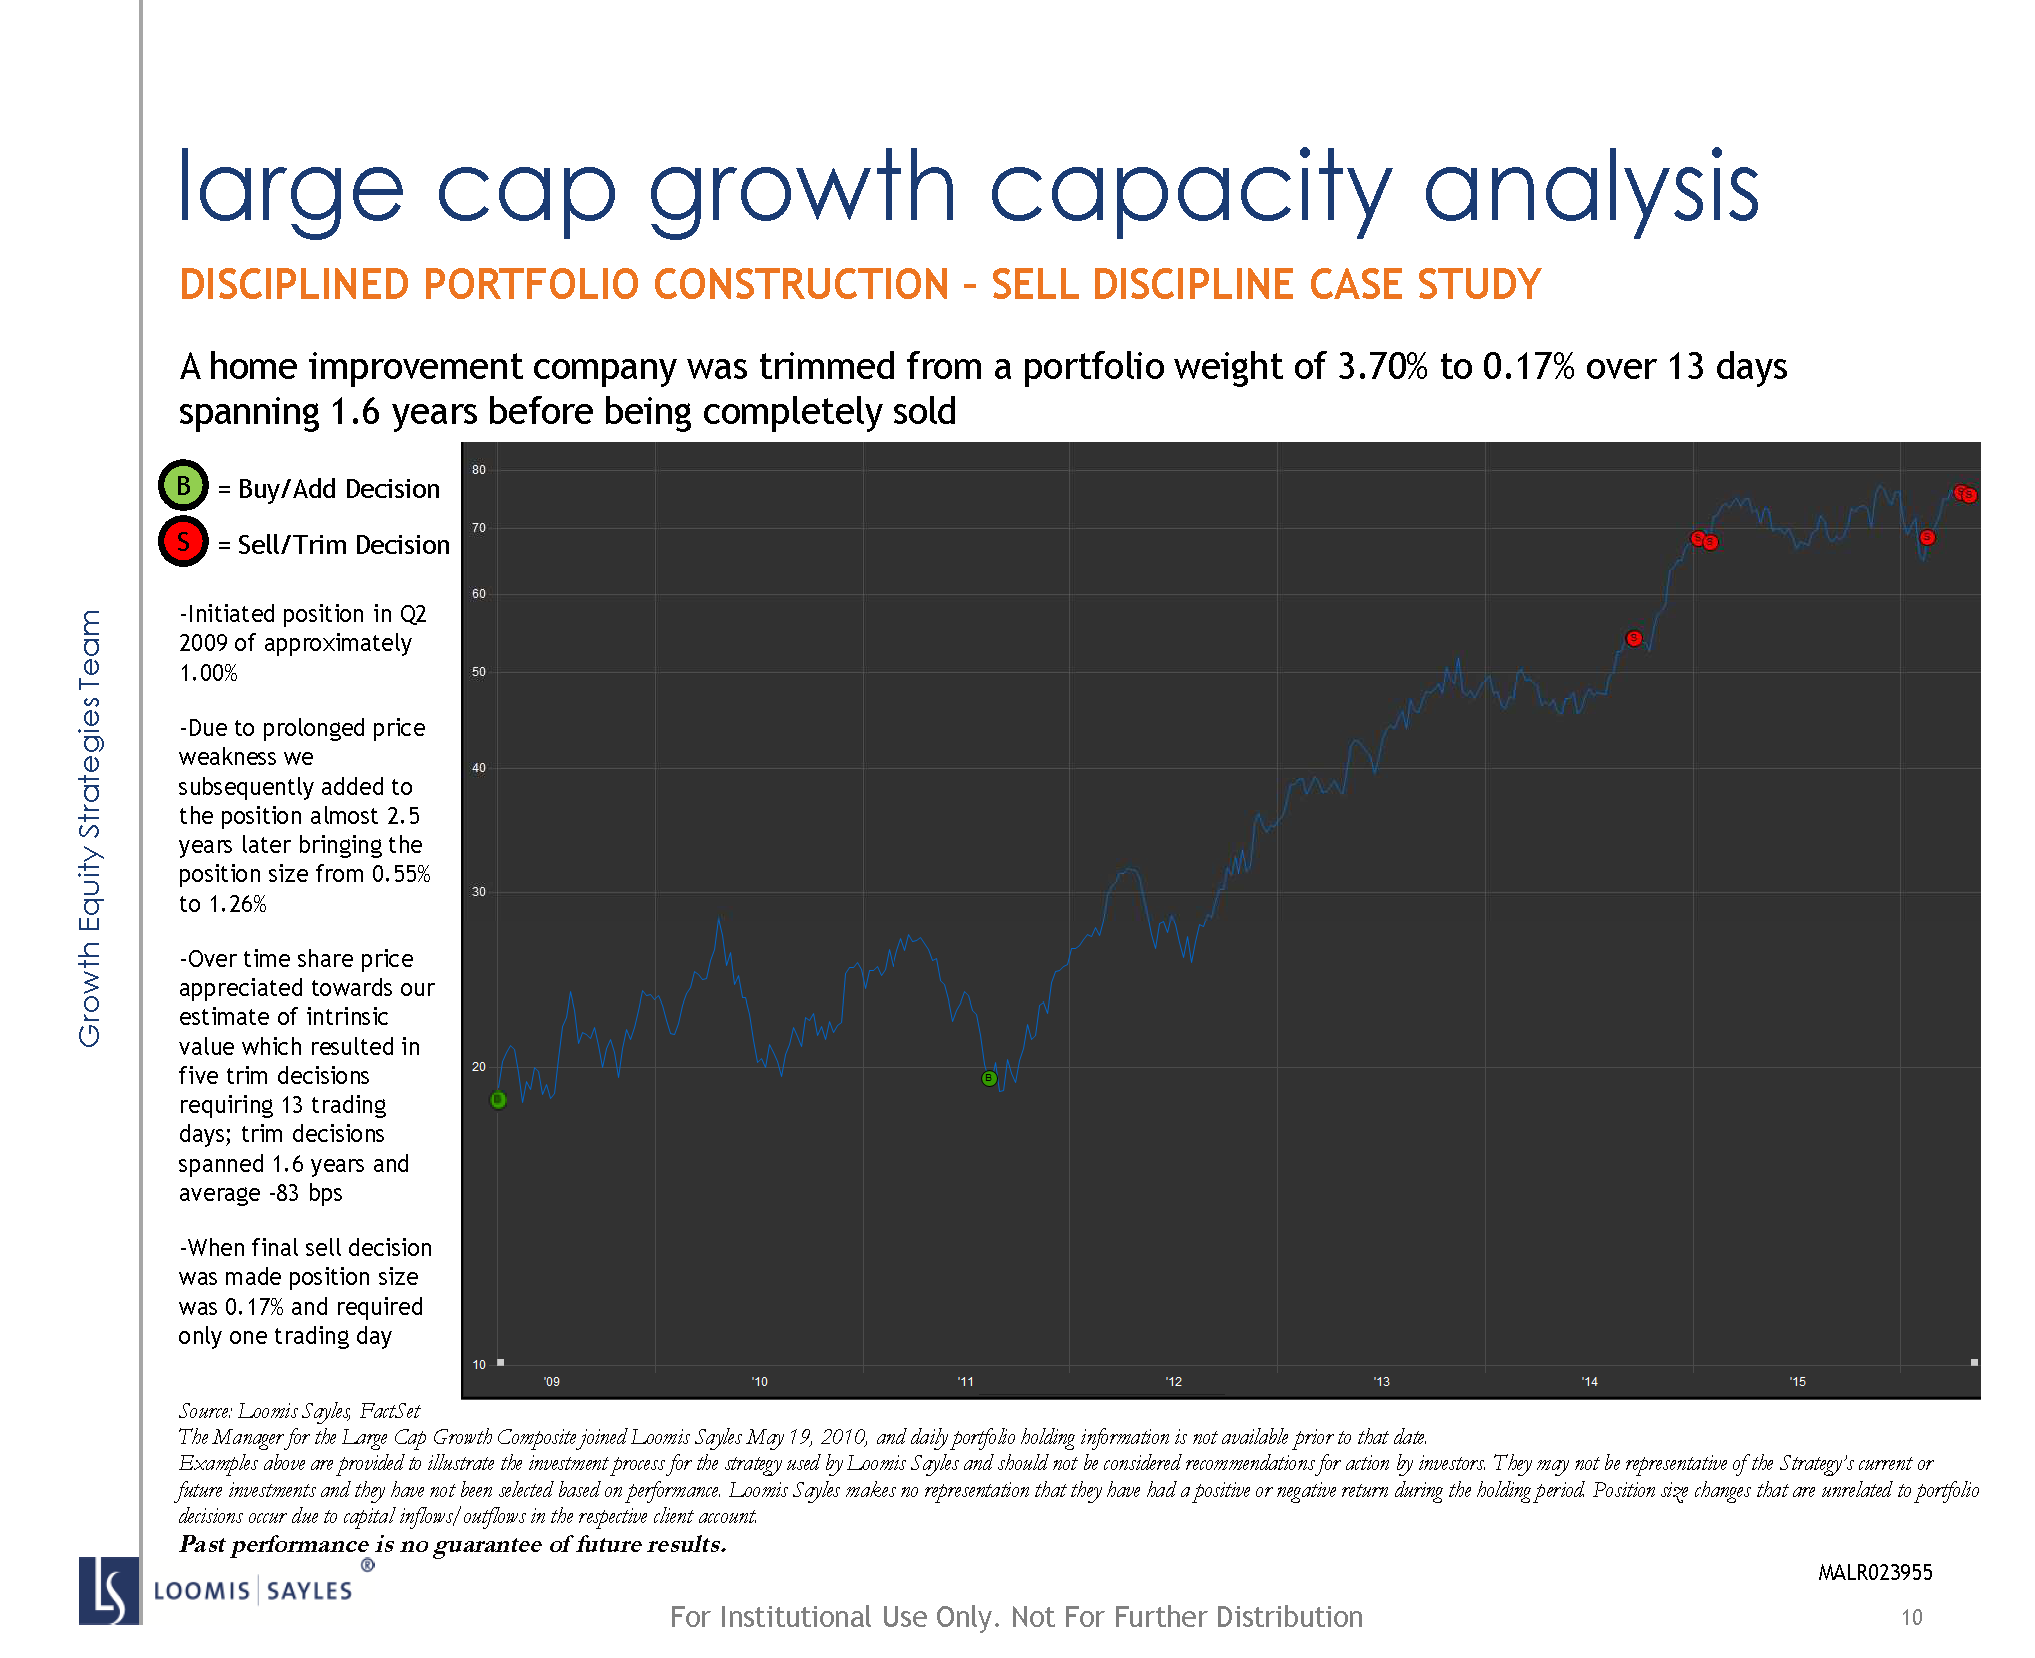 large cap growth capacity analysis
DISCIPLINED PORTFOLIO CONSTRUCTION – SELL DISCIPLINE CASE STUDY
A home improvement company was trimmed from a portfolio weight of 3.70% to 0.17% over 13 days
spanning 1.6 years before being completely sold
B = Buy/Add Decision
S = Sell/Trim Decision
-Initiated position in Q2
2009 of approximately
1.00%
-Due to prolonged price
weakness we
subsequently added to
the position almost 2.5
years later bringing the
position size from 0.55%
to 1.26%
-Over time share price
appreciated towards our
estimate of intrinsic
value which resulted in
five trim decisions
requiring 13 trading
days; trim decisions
spanned 1.6 years and
average -83 bps
-When final sell decision
was made position size
was 0.17% and required
only one trading day
Growth Equity Strategies Team
80
70
60
50
40
30
20
10
B
B
S
S
S
S
S
S
'09 '10 '11 '12 '13 '14 '15
Source: Loomis Sayles, FactSet
The Manager for the Large Cap Growth Composite joined Loomis Sayles May 19, 2010, and daily portfolio holding information is not available prior to that date.
Examples above are provided to illustrate the investment process for the strategy used by Loomis Sayles and should not be considered recommendations for action by investors. They may not be representative of the Strategy's current or
future investments and they have not been selected based on performance. Loomis Sayles makes no representation that they have had a positive or negative return during the holding period. Position size changes that are unrelated to portfolio
decisions occur due to capital inflows/outflows in the respective client account.
Past performance is no guarantee of future results.
LS LOOMIS | SAYLES ®
MALR023955
For Institutional Use Only. Not For Further Distribution
10